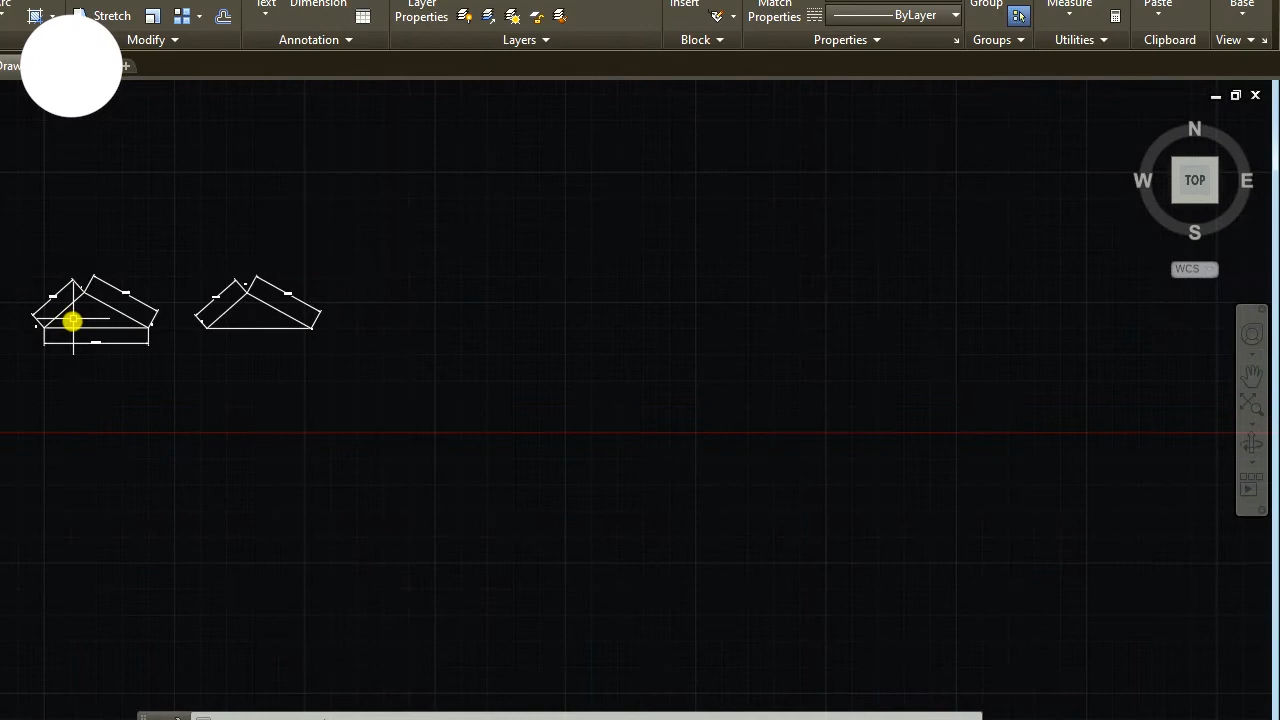 Text
Dimension
Layer
Insert
Match
Group
Measure
Paste
Base
Stretch
Properties
Properties
ByLayer
Modify
Annotation
Layers
Block
Properties
Groups
Utilities
Clipboard
View
+
N
W
TOP
E
S
WCS